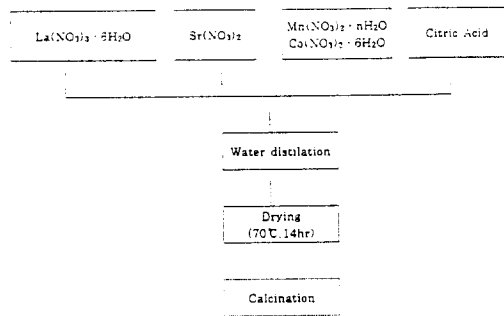 La(NO₃)₃ · 6H₂O
Sr(NO₃)₂
Mn(NO₃)₂ · nH₂O
Co(NO₃)₂ · 6H₂O
Citric Acid
Water distilation
Drying
(70℃, 14hr)
Calcination